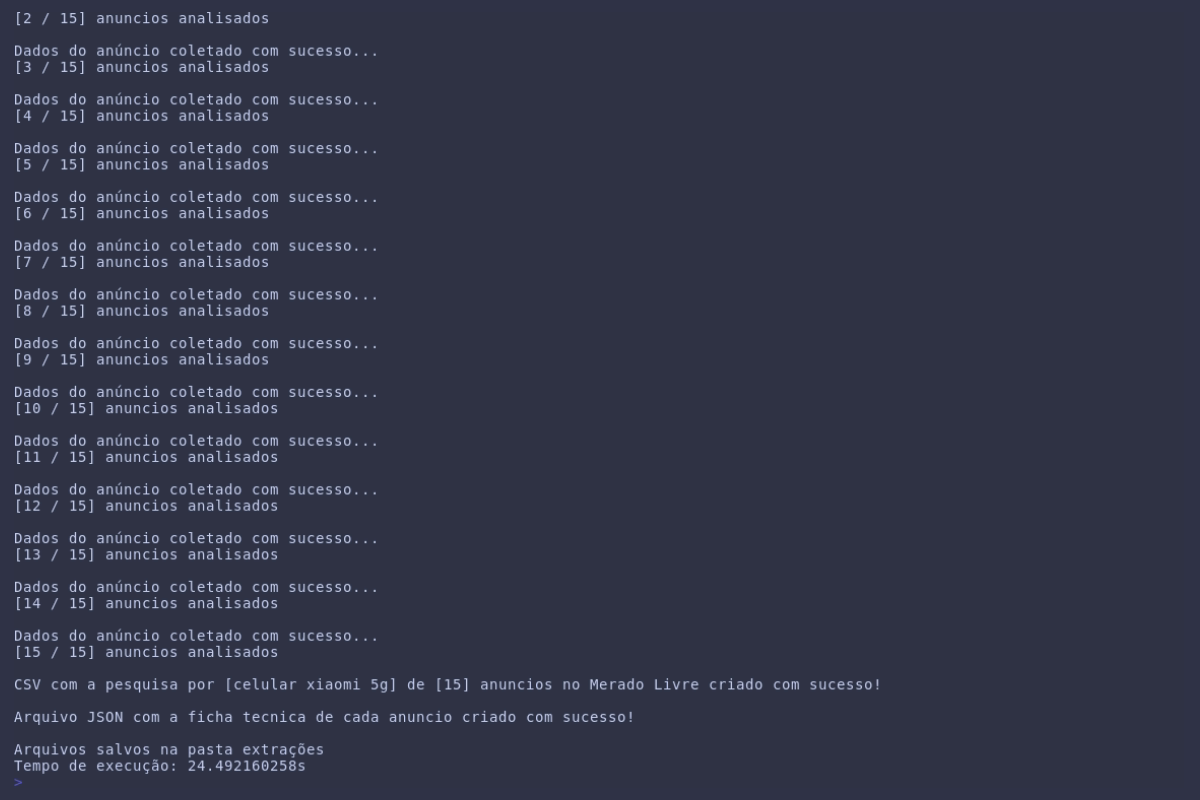 [2 / 15] anuncios analisados
Dados do anúncio coletado com sucesso...
[3 / 15] anuncios analisados
Dados do anúncio coletado com sucesso...
[4 / 15] anuncios analisados
Dados do anúncio coletado com sucesso...
[5 / 15] anuncios analisados
Dados do anúncio coletado com sucesso...
[6 / 15] anuncios analisados
Dados do anúncio coletado com sucesso...
[7 / 15] anuncios analisados
Dados do anúncio coletado com sucesso...
[8 / 15] anuncios analisados
Dados do anúncio coletado com sucesso...
[9 / 15] anuncios analisados
Dados do anúncio coletado com sucesso...
[10 / 15] anuncios analisados
Dados do anúncio coletado com sucesso...
[11 / 15] anuncios analisados
Dados do anúncio coletado com sucesso...
[12 / 15] anuncios analisados
Dados do anúncio coletado com sucesso...
[13 / 15] anuncios analisados
Dados do anúncio coletado com sucesso...
[14 / 15] anuncios analisados
Dados do anúncio coletado com sucesso...
[15 / 15] anuncios analisados
CSV com a pesquisa por [celular xiaomi 5g] de [15] anuncios no Merado Livre criado com sucesso!
Arquivo JSON com a ficha tecnica de cada anuncio criado com sucesso!
Arquivos salvos na pasta extrações
Tempo de execução: 24.492160258s
>